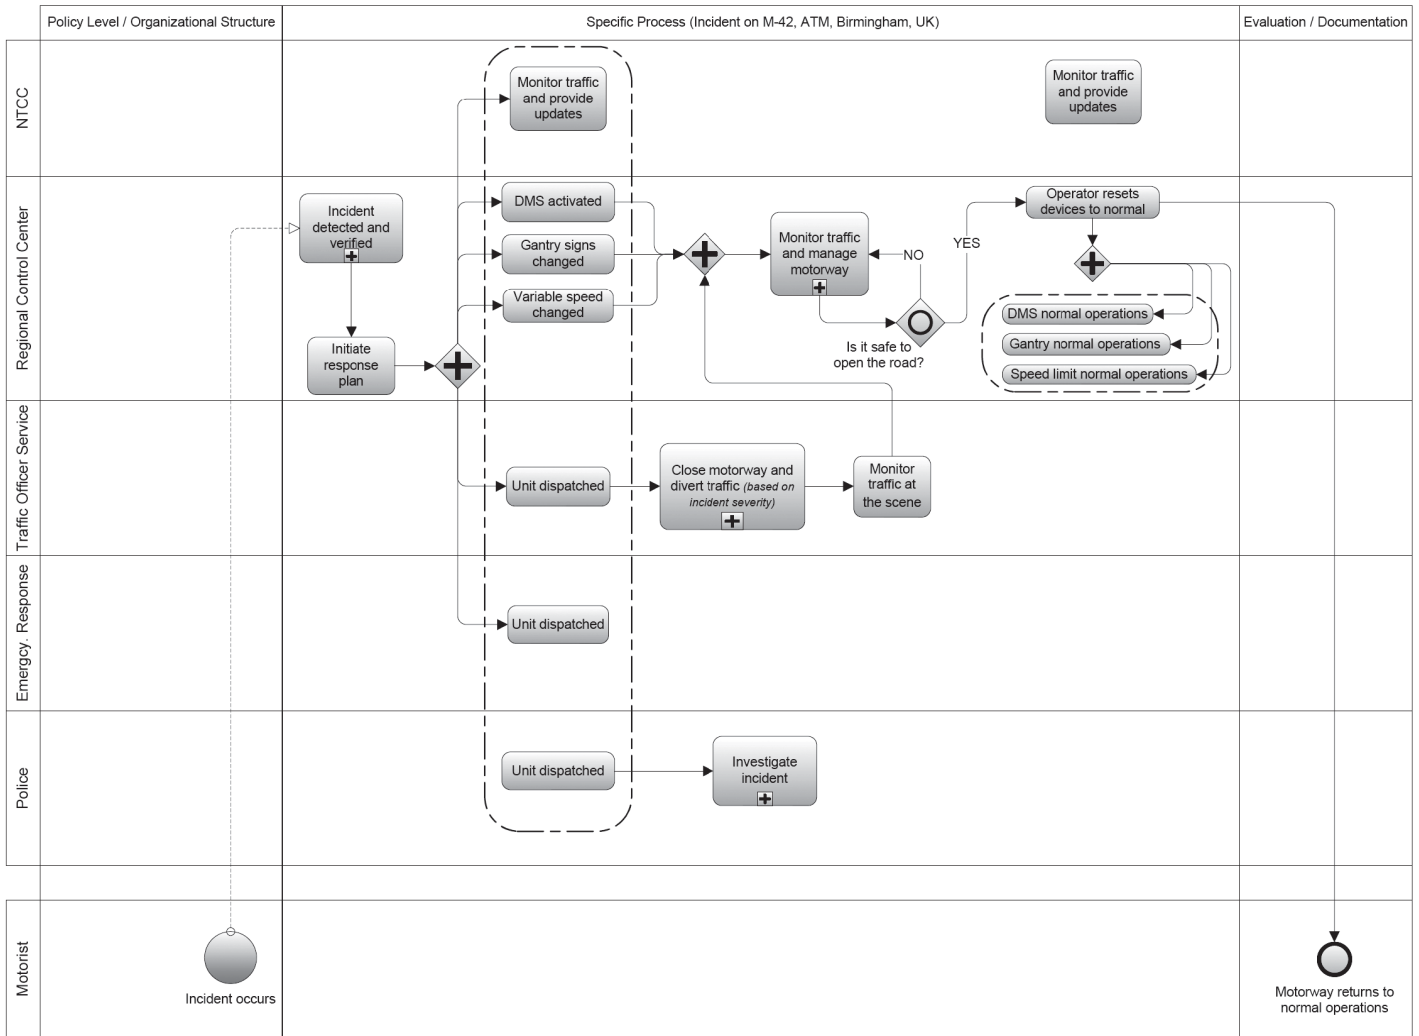 Policy Level / Organizational Structure
Specific Process (Incident on M-42, ATM, Birmingham, UK)
Evaluation / Documentation
NTCC
Monitor traffic
and provide
updates
Monitor traffic
and provide
updates
Regional Control Center
Incident
detected and
verified
Initiate
response
plan
DMS activated
Gantry signs
changed
Variable speed
changed
Monitor traffic
and manage
motorway
NO
YES
Is it safe to
open the road?
Operator resets
devices to normal
DMS normal operations
Gantry normal operations
Speed limit normal operations
Traffic Officer Service
Unit dispatched
Close motorway and
divert traffic (based on
incident severity)
Monitor
traffic at
the scene
Emergcy. Response
Unit dispatched
Police
Unit dispatched
Investigate
incident
Motorist
Incident occurs
Motorway returns to
normal operations